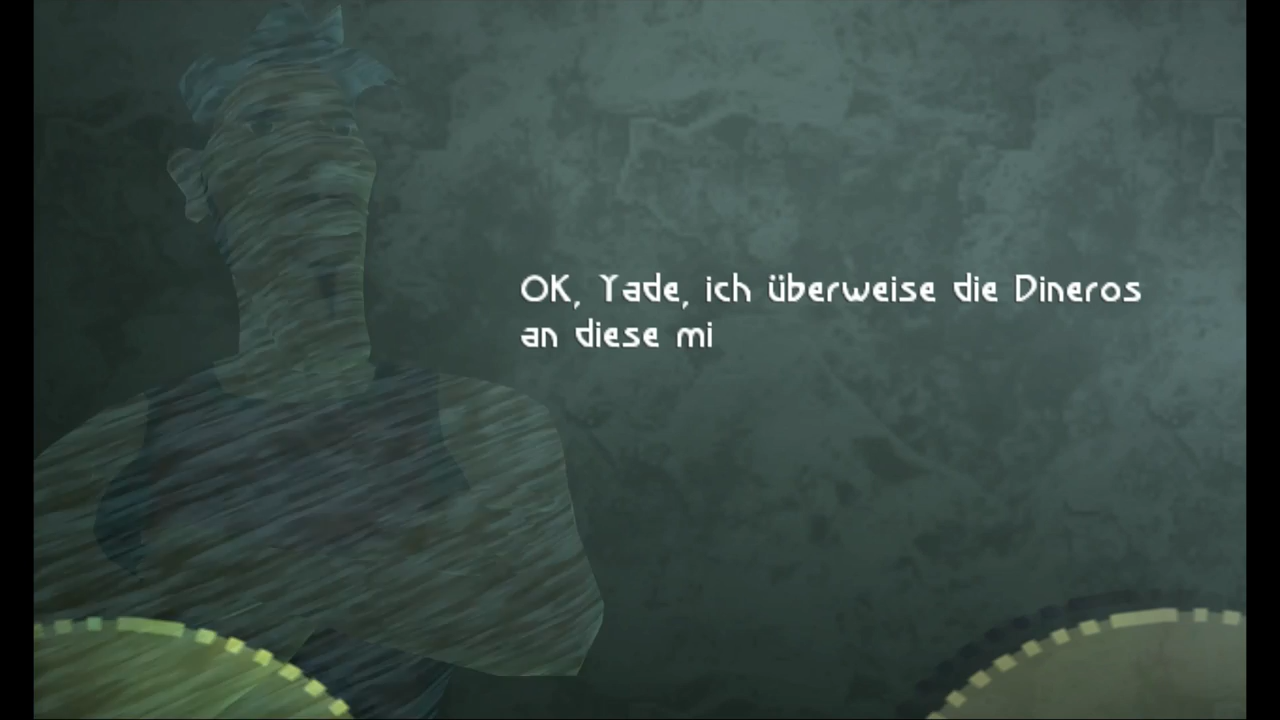 OK, Yade, ich überweise die Dineros
an diese mi